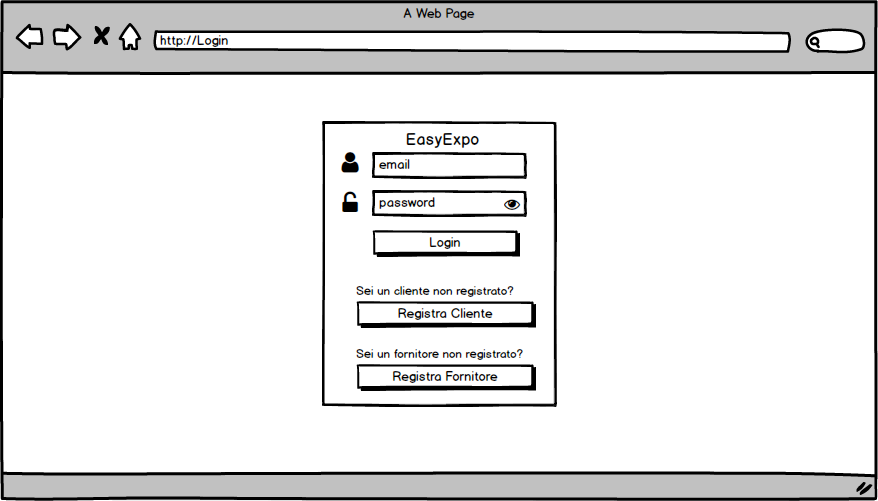 A Web Page
http://Login
EasyExpo
email
password
Login
Sei un cliente non registrato?
Registra Cliente
Sei un fornitore non registrato?
Registra Fornitore